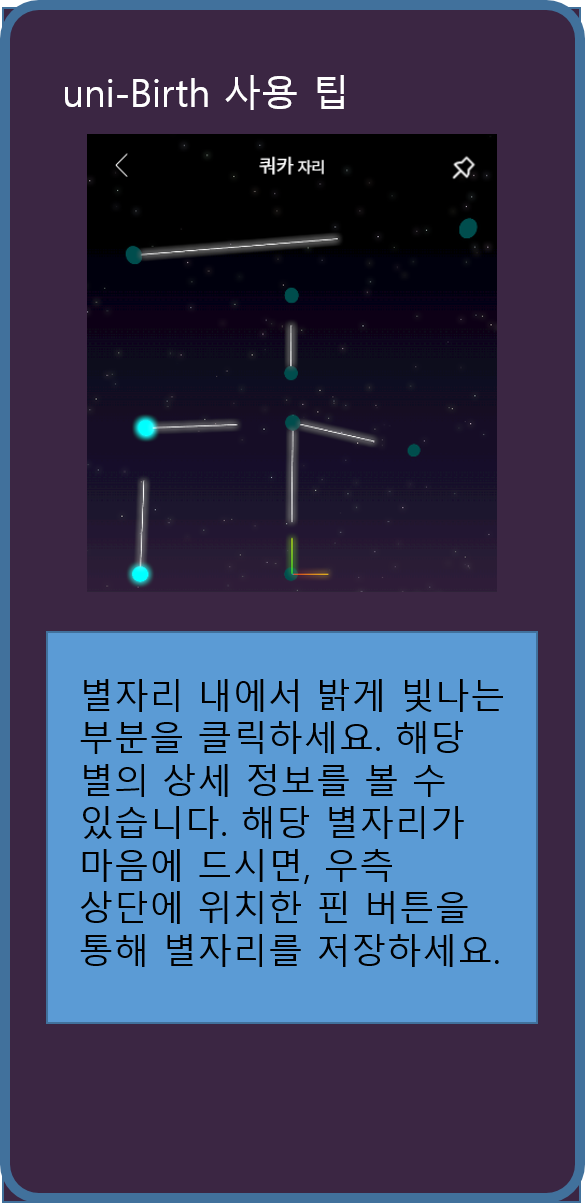 uni-Birth 사용 팁
쿼카 자리
별자리 내에서 밝게 빛나는
부분을 클릭하세요. 해당
별의 상세 정보를 볼 수
있습니다. 해당 별자리가
마음에 드시면, 우측
상단에 위치한 핀 버튼을
통해 별자리를 저장하세요.